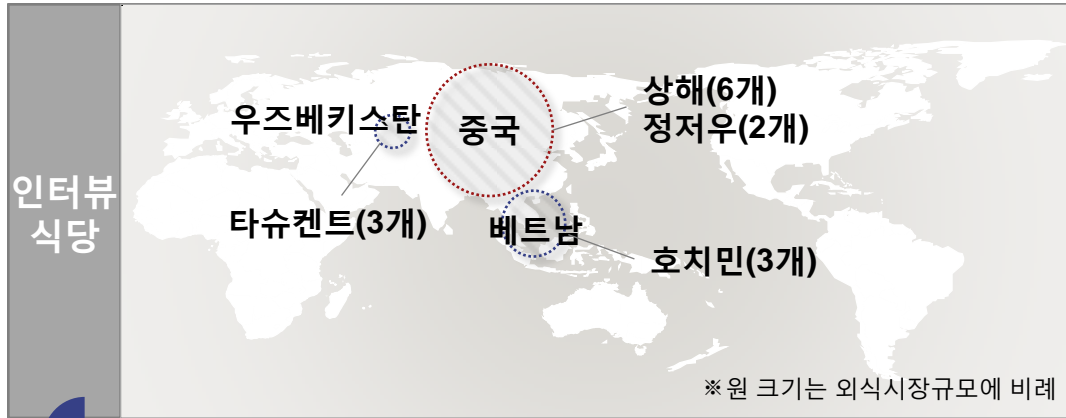 인터뷰
식당
우즈베키스탄
중국
상해(6개)
정저우(2개)
타슈켄트(3개)
베트남
호치민(3개)
※원 크기는 외식시장규모에 비례